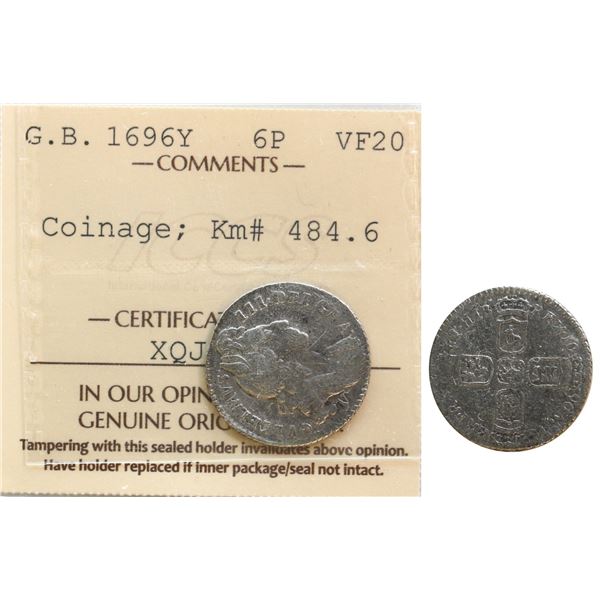 G.B. 1696Y 6P VF20
— COMMENTS —
ICCS
Coinage; Km# 484.6
— CERTIFICA
XQJ
IN OUR OPIN
GENUINE ORIG
Tampering with this sealed holder invalidates above opinion.
Have holder replaced if inner package/seal not intact.